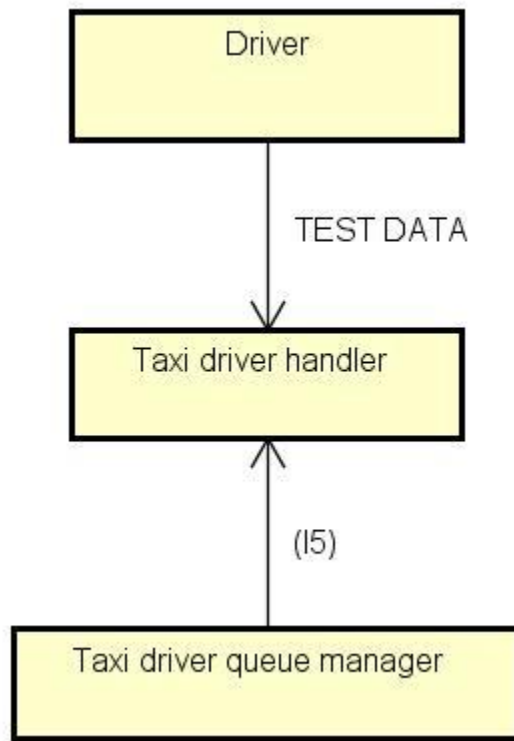 Driver
TEST DATA
Taxi driver handler
(I5)
Taxi driver queue manager